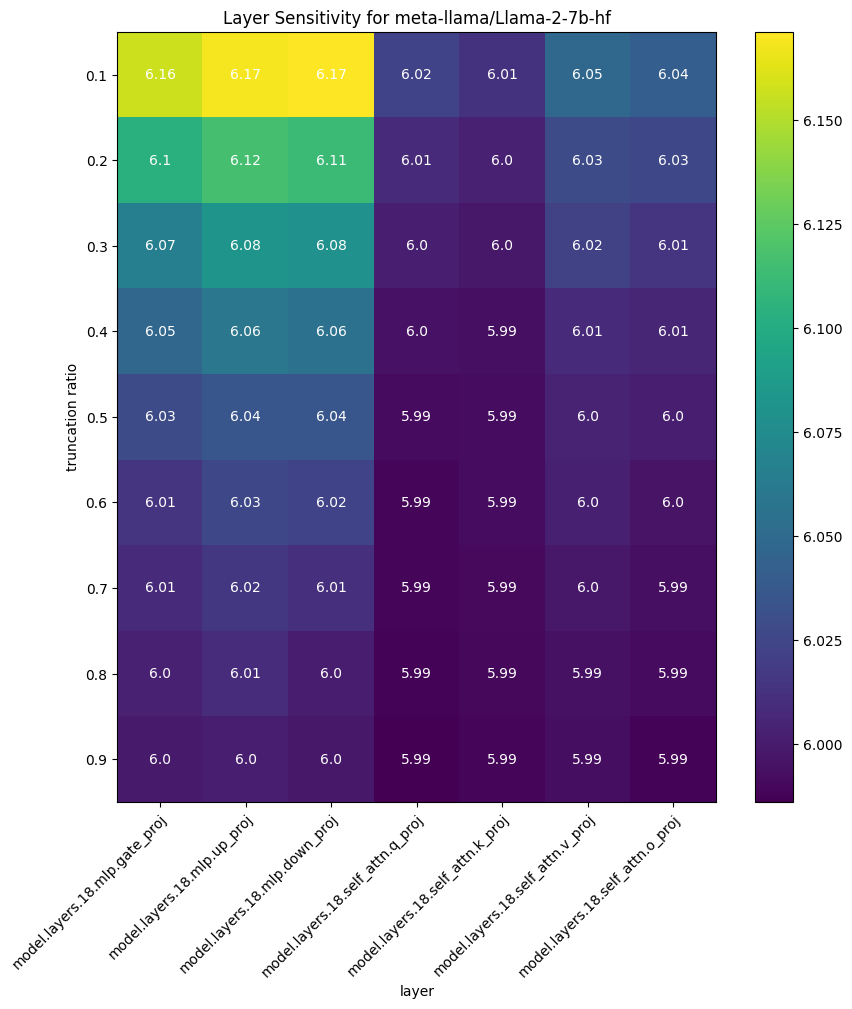 Layer Sensitivity for meta-llama/Llama-2-7b-hf
0.1 6.16 6.17 6.17 6.02 6.01 6.05 6.04
0.2 6.1 6.12 6.11 6.01 6.0 6.03 6.03
0.3 6.07 6.08 6.08 6.0 6.0 6.02 6.01
0.4 6.05 6.06 6.06 6.0 5.99 6.01 6.01
0.5 6.03 6.04 6.04 5.99 5.99 6.0 6.0
0.6 6.01 6.03 6.02 5.99 5.99 6.0 6.0
0.7 6.01 6.02 6.01 5.99 5.99 6.0 5.99
0.8 6.0 6.01 6.0 5.99 5.99 5.99 5.99
0.9 6.0 6.0 6.0 5.99 5.99 5.99 5.99
truncation ratio
model.layers.18.mlp.gate_proj
model.layers.18.mlp.up_proj
model.layers.18.mlp.down_proj
model.layers.18.self_attn.q_proj
model.layers.18.self_attn.k_proj
model.layers.18.self_attn.v_proj
model.layers.18.self_attn.o_proj
layer
6.150
6.125
6.100
6.075
6.050
6.025
6.000